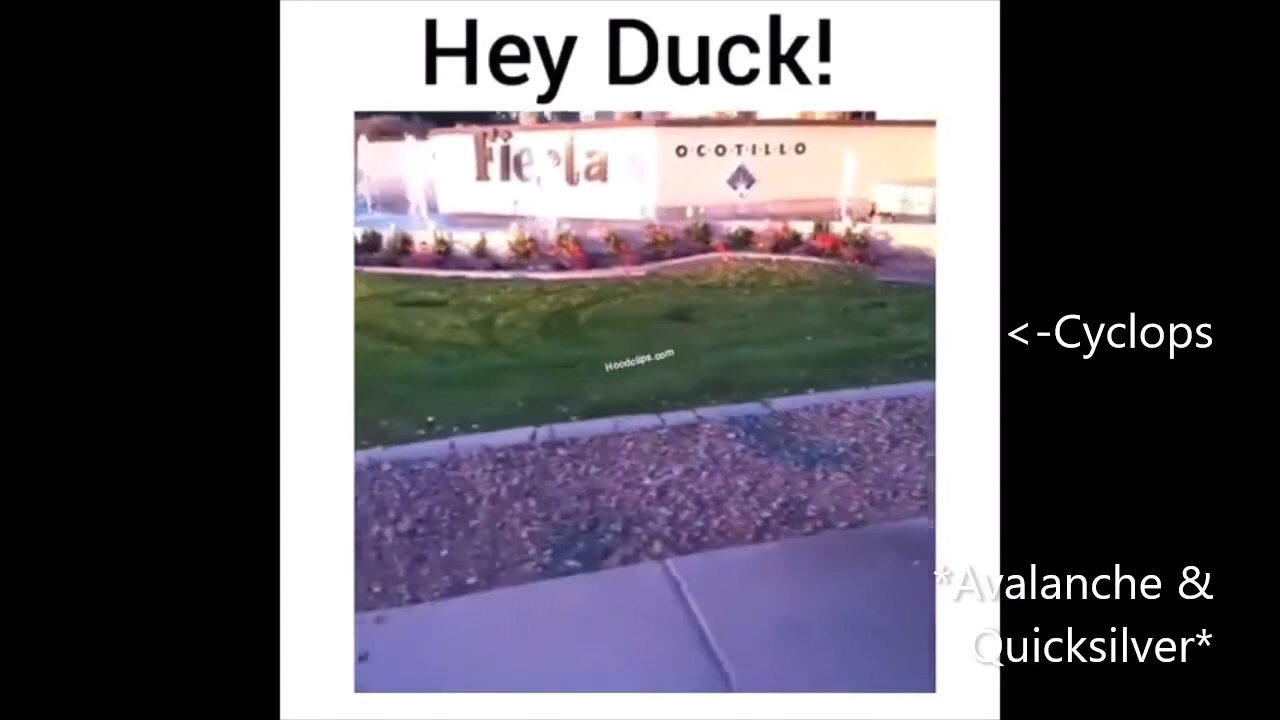 Hey Duck!
Fiesta
OCOTILLO
Hoodclips.com
<-Cyclops
*Avalanche &
Quicksilver*